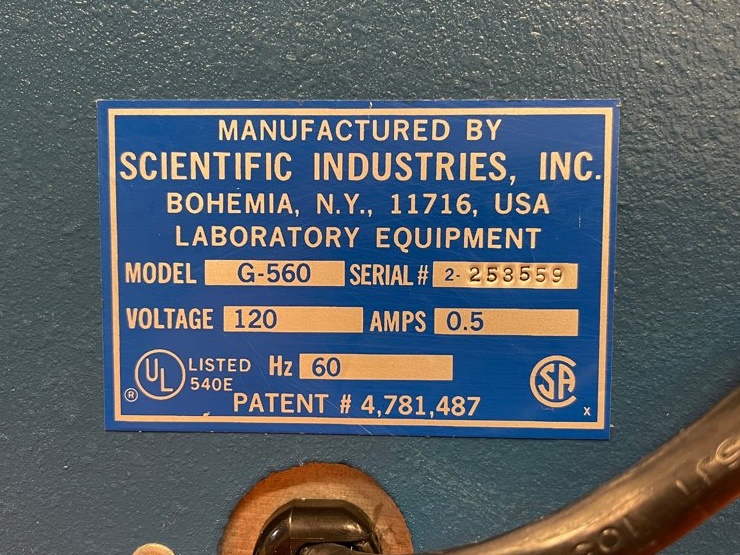 MANUFACTURED BY
SCIENTIFIC INDUSTRIES, INC.
BOHEMIA, N.Y., 11716, USA
LABORATORY EQUIPMENT
MODEL G-560 SERIAL # 2- 253559
VOLTAGE 120 AMPS 0.5
UL LISTED 540E Hz 60 SA
® PATENT # 4,781,487 X